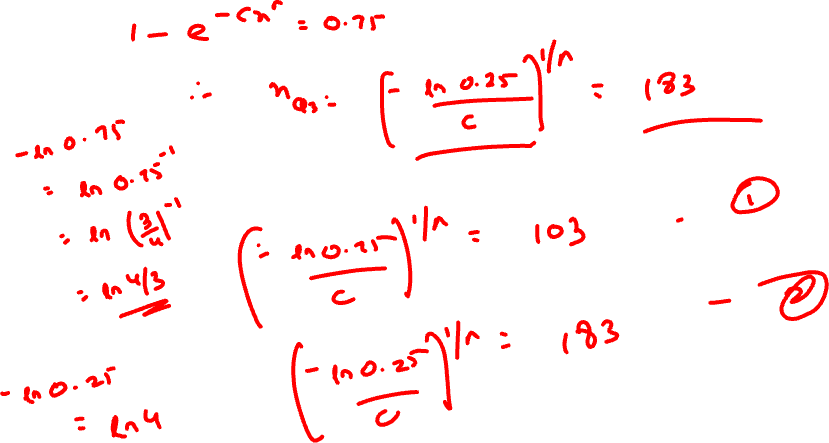 1 - e^{-cx^r} = 0.75
∴ x_{Q3} = (- ln 0.25 / c)^{1/r} = 183
- ln 0.75
= ln 0.75^{-1}
= ln (3/4)^{-1}
= ln 4/3
(- ln 0.75 / c)^{1/r} = 103 - ①
(- ln 0.25 / c)^{1/r} = 183 - ②
- ln 0.25
= ln 4